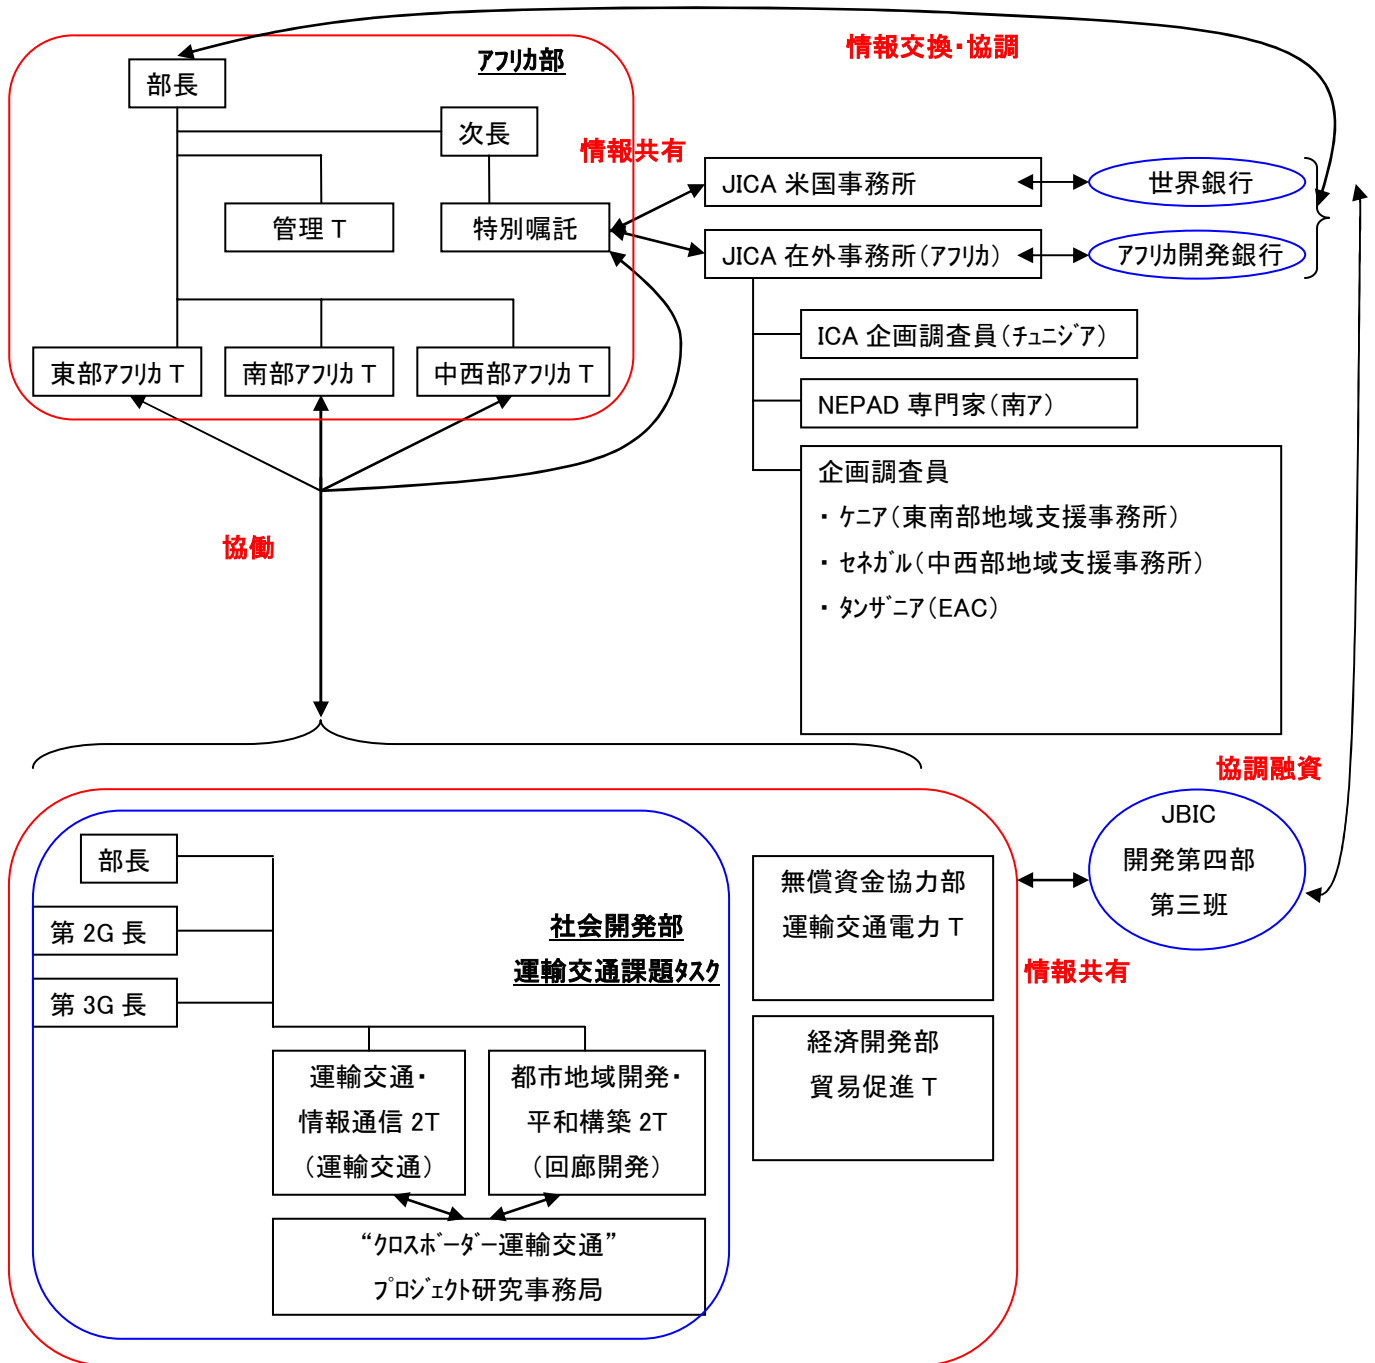 情報交換・協調
ｱﾌﾘｶ部
部長
次長
情報共有
JICA 米国事務所
世界銀行
管理 T
特別嘱託
JICA 在外事務所（ｱﾌﾘｶ）
ｱﾌﾘｶ開発銀行
ICA 企画調査員（ﾁｭﾆｼﾞｱ）
東部ｱﾌﾘｶ T
南部ｱﾌﾘｶ T
中西部ｱﾌﾘｶ T
NEPAD 専門家（南ｱ）
企画調査員
・ ｹﾆｱ（東南部地域支援事務所）
・ ｾﾈｶﾞﾙ（中西部地域支援事務所）
・ ﾀﾝｻﾞﾆｱ（EAC）
協働
協調融資
JBIC
開発第四部
第三班
部長
第 2G 長
第 3G 長
社会開発部
運輸交通課題ﾀｽｸ
無償資金協力部
運輸交通電力 T
情報共有
経済開発部
貿易促進 T
運輸交通・
情報通信 2T
（運輸交通）
都市地域開発・
平和構築 2T
（回廊開発）
“ｸﾛｽﾎﾞｰﾀﾞｰ運輸交通”
ﾌﾟﾛｼﾞｪｸﾄ研究事務局